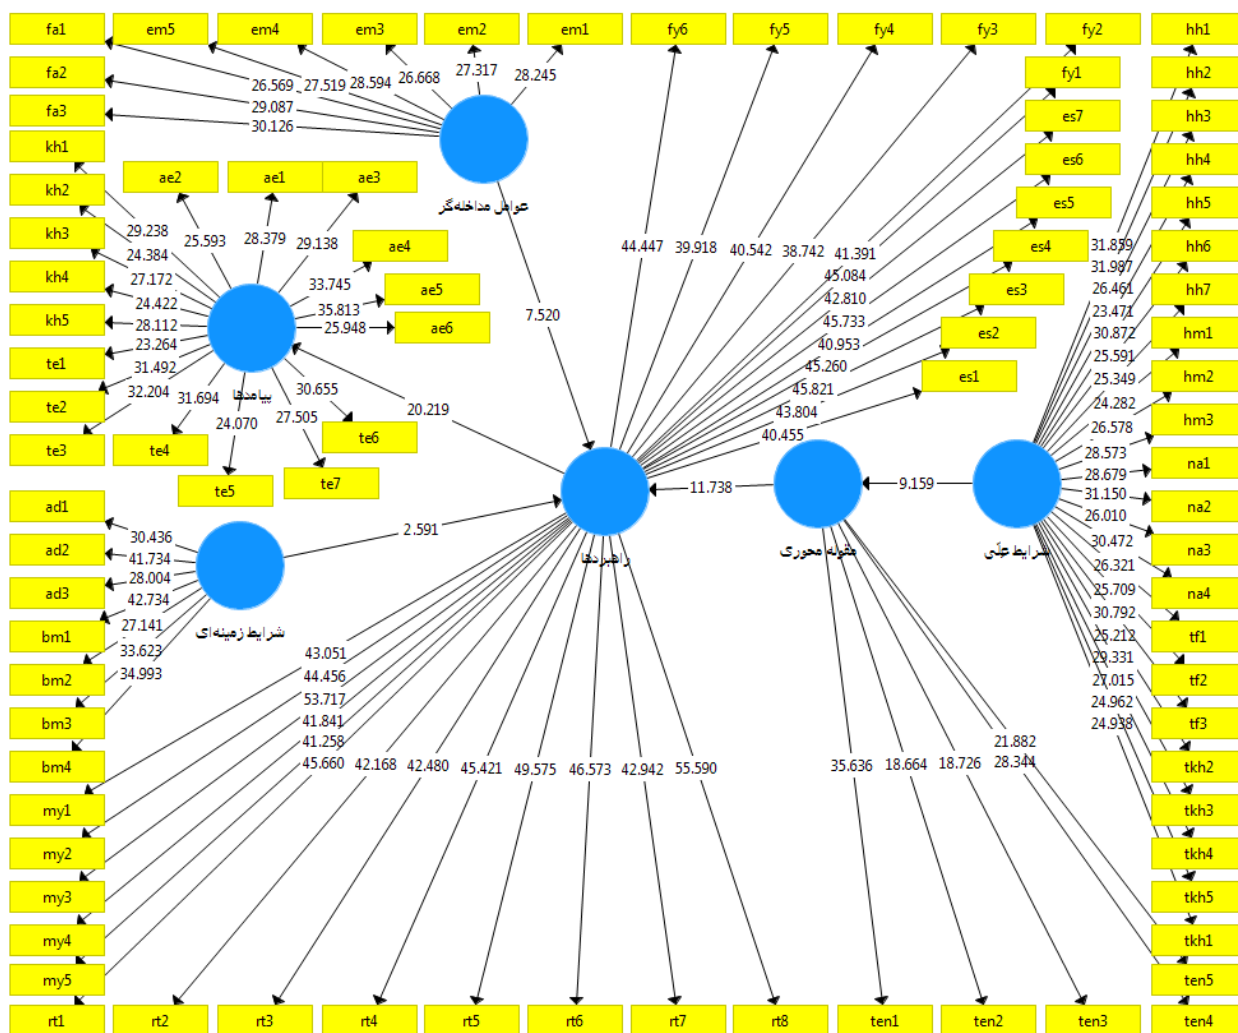 fa1 em5 em4 em3 em2 em1 fy6 fy5 fy4 fy3 fy2 hh1
fa2
fa3
kh1
kh2
kh3
kh4
kh5
te1
te2
te3
ae2 ae1 ae3
ae4
ae5
ae6
te4
te5
te7
te6
26.569 27.519 28.594 26.668 27.317 28.245
29.087
30.126
عوامل مداخله‌گر
7.520
29.238
24.384
27.172
24.422
28.112
23.264
31.492
32.204
25.593
28.379
29.138
33.745
35.813
25.948
31.694
24.070
27.505
30.655
پیامدها
20.219
fy1
es7
es6
es5
es4
es3
es2
es1
44.447
39.918
40.542
38.742
41.391
45.084
42.810
45.733
40.953
45.260
45.821
43.804
40.455
راهبردها
11.738
مقوله محوری
9.159
شرایط علّی
hh2
hh3
hh4
hh5
hh6
hh7
hm1
hm2
hm3
na1
na2
na3
na4
tf1
tf2
tf3
tkh2
tkh3
tkh4
tkh5
tkh1
ten5
31.859
31.987
26.461
23.471
30.872
25.591
25.349
24.282
26.578
28.573
28.679
31.150
26.010
30.472
26.321
25.709
30.792
25.212
29.331
27.015
24.962
24.938
ad1
ad2
ad3
bm1
bm2
bm3
bm4
my1
my2
my3
my4
my5
30.436
41.734
28.004
42.734
27.141
33.623
34.993
شرایط زمینه‌ای
2.591
43.051
44.456
53.717
41.841
41.258
45.660
42.168 42.480 45.421 49.575 46.573 42.942 55.590
35.636 18.664 18.726
21.882
28.344
rt1 rt2 rt3 rt4 rt5 rt6 rt7 rt8 ten1 ten2 ten3 ten4